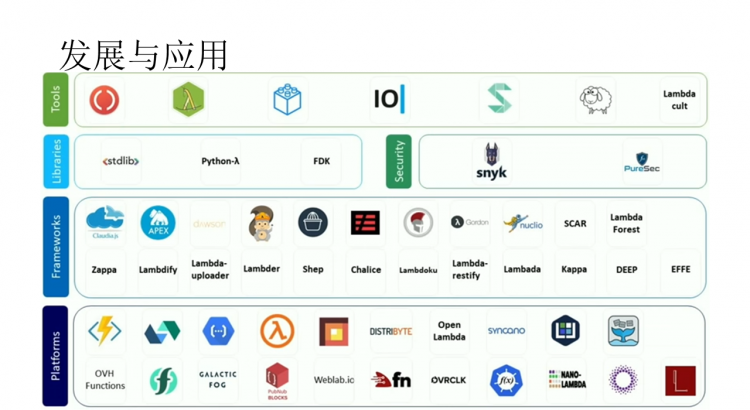 发展与应用
Tools
IO
Lambda
cult
Libraries
<stdlib>
Python-λ
FDK
Security
snyk
PureSec
Frameworks
Claudia.js
APEX
dawson
Gordon
nuclio
SCAR
Lambda
Forest
Zappa
Lambdify
Lambda-
uploader
Lambder
Shep
Chalice
Lambdoku
Lambda-
restify
Lambada
Kappa
DEEP
EFFE
Platforms
DISTRIBYTE
Open
Lambda
syncano
OVH
Functions
GALACTIC
FOG
PubNub
BLOCKS
Weblab.io
fn
OVRCLK
f(x)
NANO-
LAMBDA